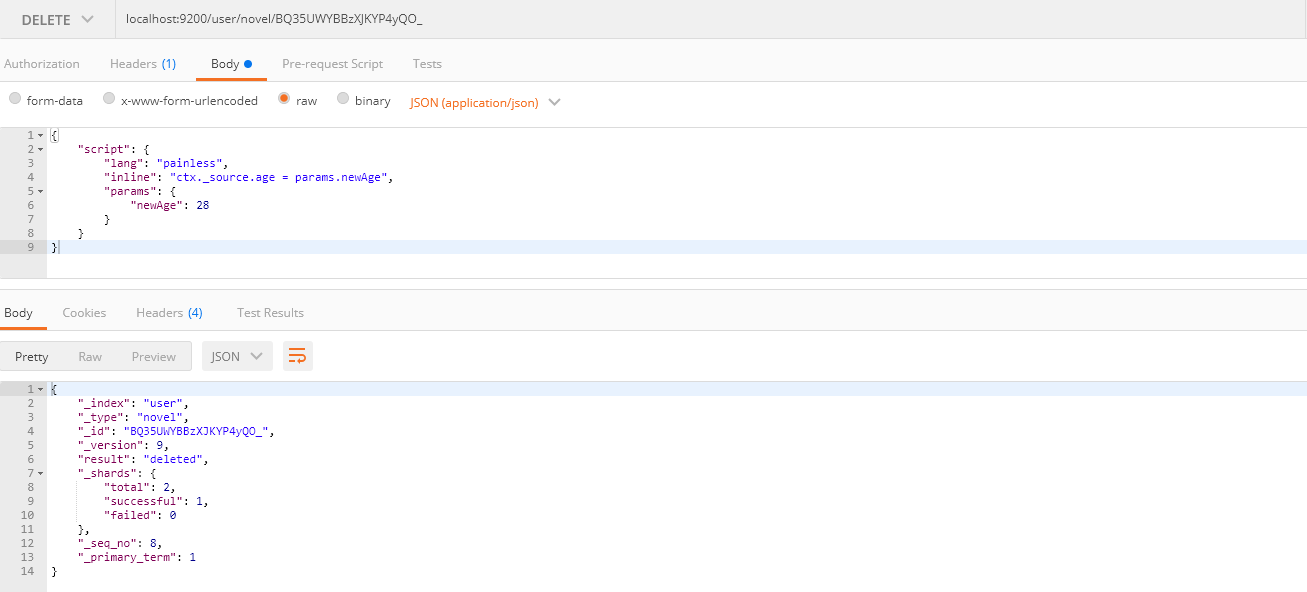 DELETE localhost:9200/user/novel/BQ35UWYBBzXJKYP4yQO_
Authorization Headers (1) Body Pre-request Script Tests
form-data x-www-form-urlencoded raw binary JSON (application/json)
1 {
2 "script": {
3 "lang": "painless",
4 "inline": "ctx._source.age = params.newAge",
5 "params": {
6 "newAge": 28
7 }
8 }
9 }
Body Cookies Headers (4) Test Results
Pretty Raw Preview JSON
1 {
2 "_index": "user",
3 "_type": "novel",
4 "_id": "BQ35UWYBBzXJKYP4yQO_",
5 "_version": 9,
6 "result": "deleted",
7 "_shards": {
8 "total": 2,
9 "successful": 1,
10 "failed": 0
11 },
12 "_seq_no": 8,
13 "_primary_term": 1
14 }